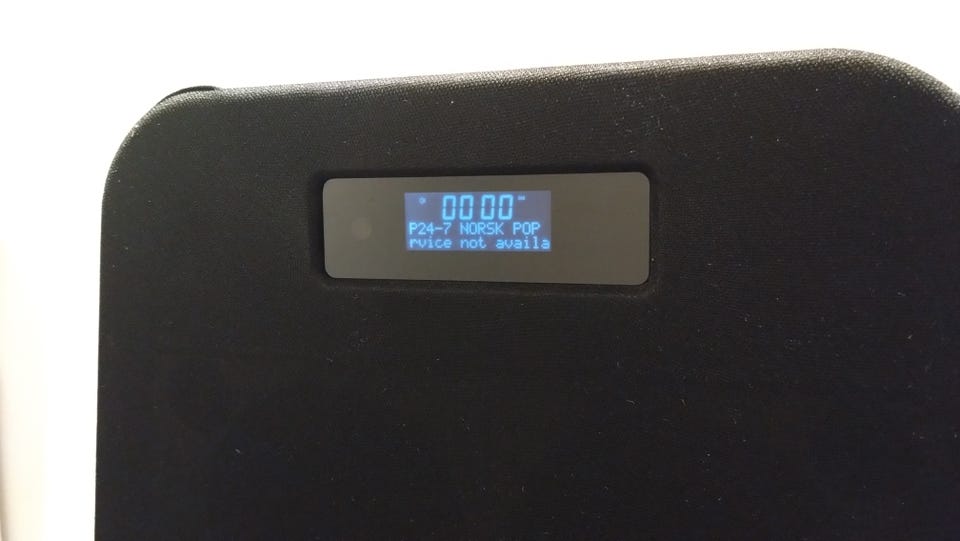 00 00
P24-7 NORSK POP
rvice not availa